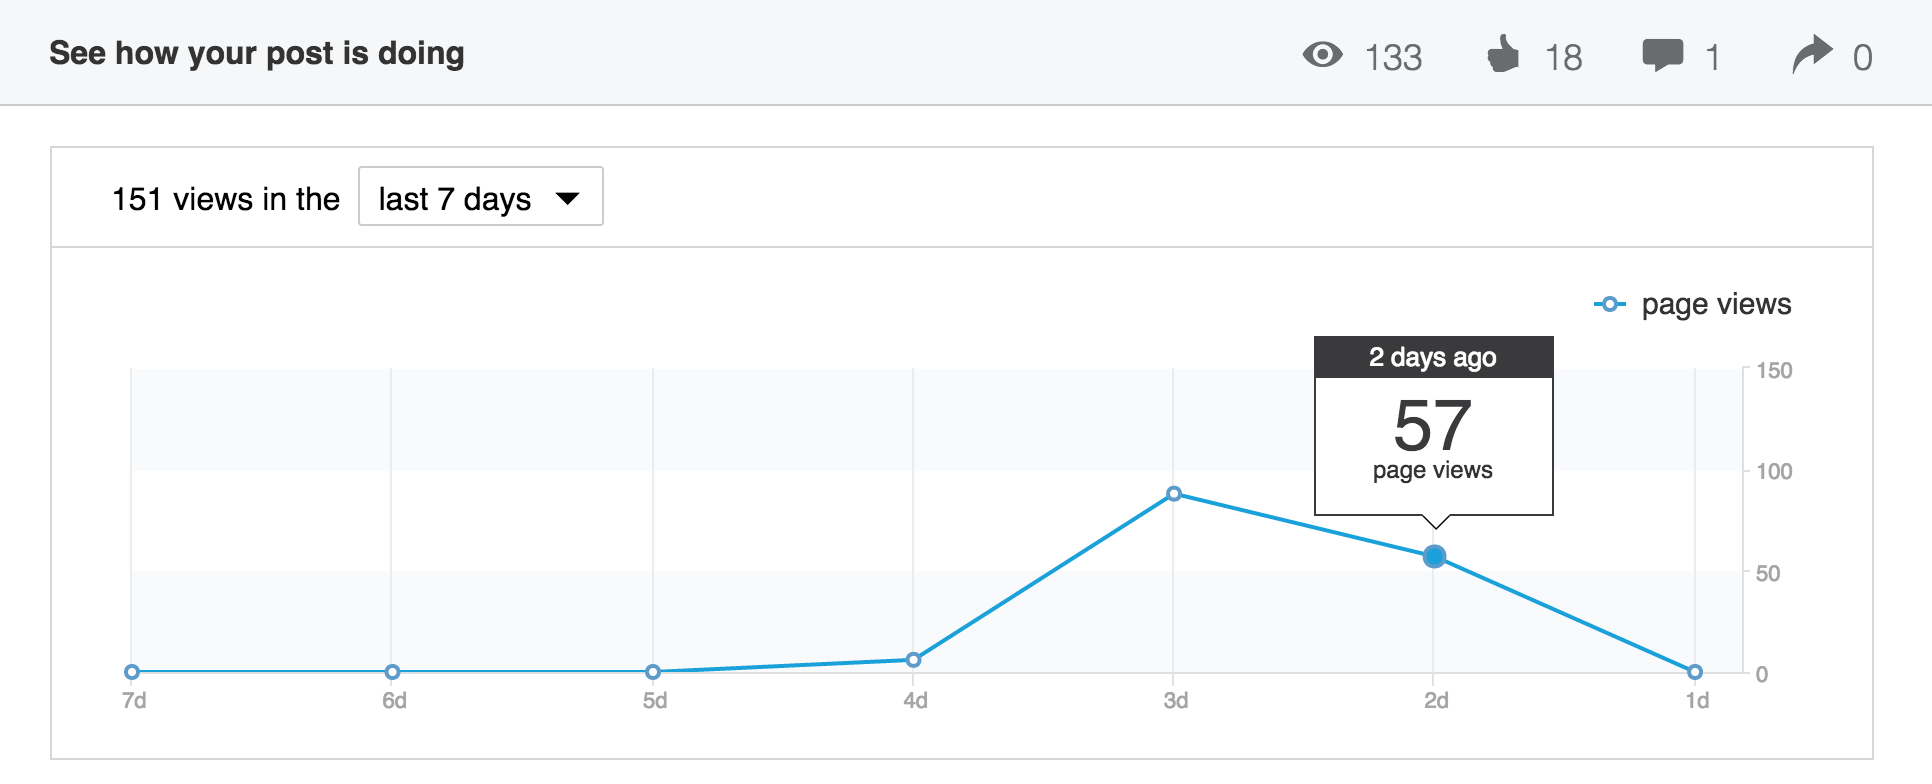 See how your post is doing 133 18 1 0
151 views in the last 7 days
page views
2 days ago
57
page views
150
100
50
0
7d 6d 5d 4d 3d 2d 1d